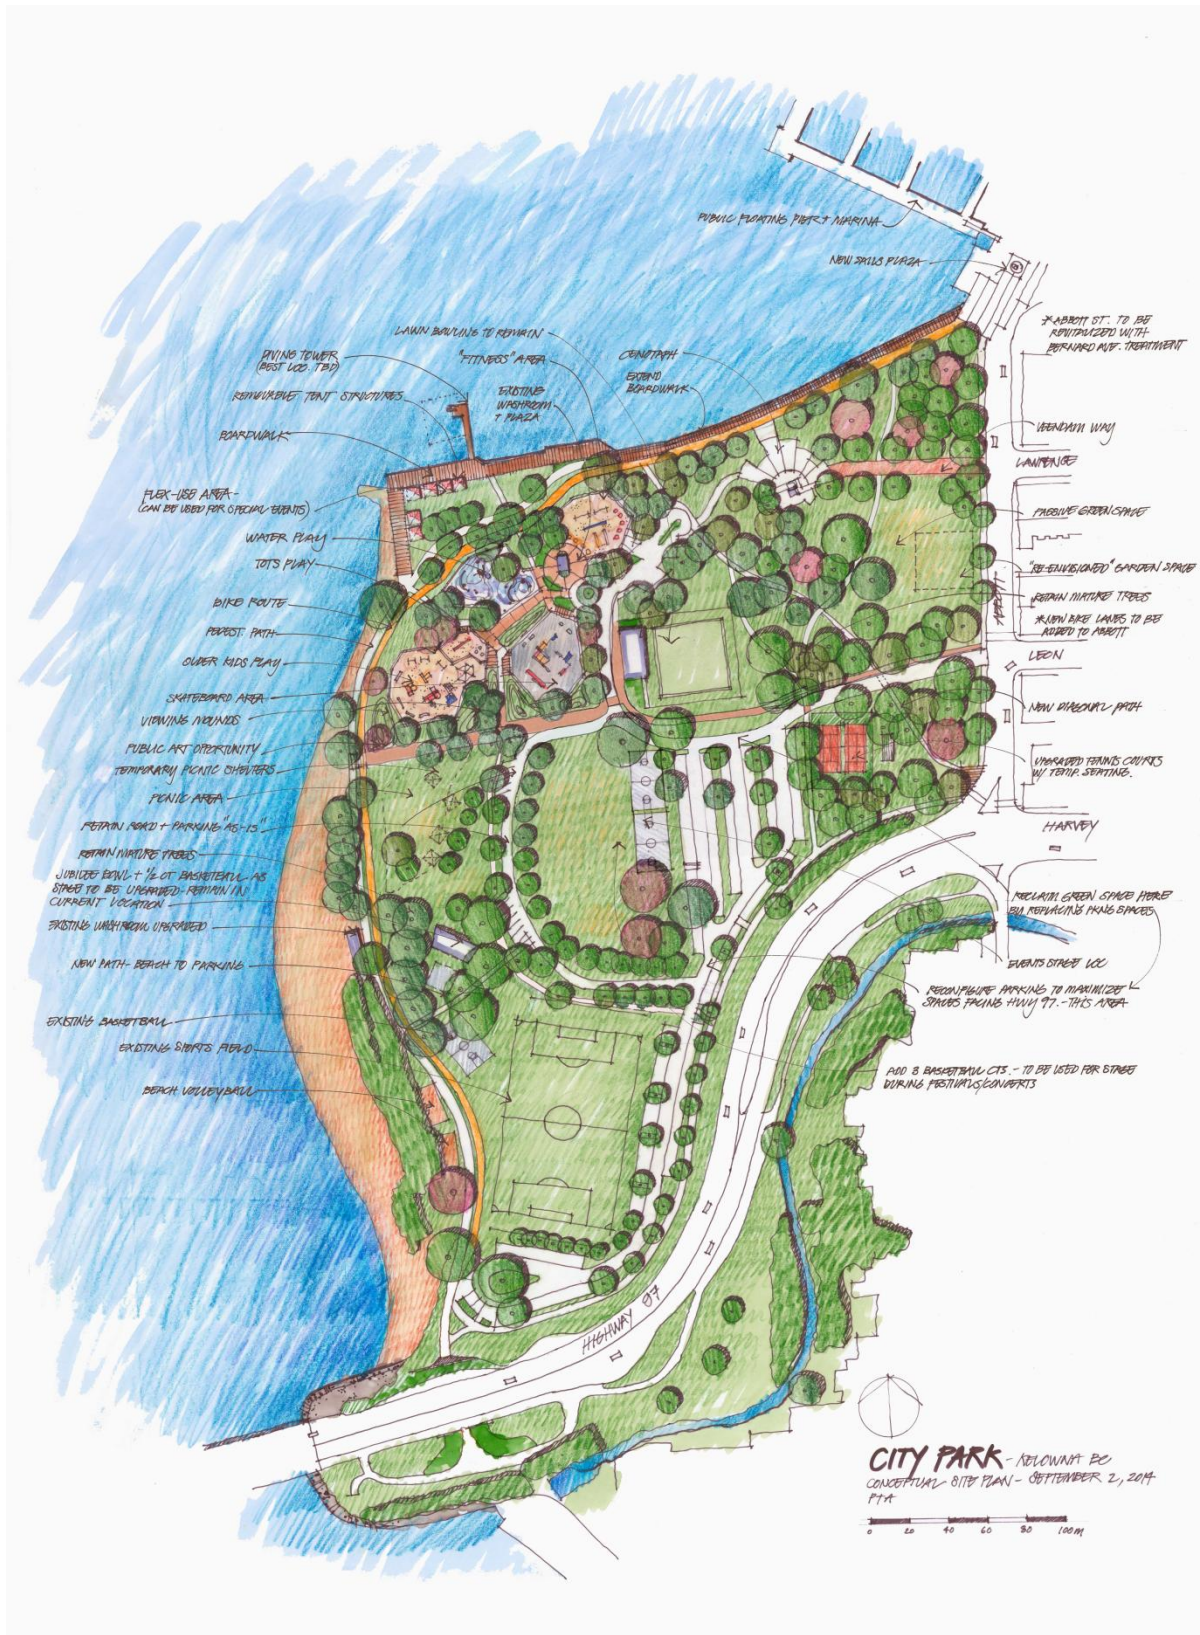 PUBLIC FLOATING PIER + MARINA
NEW SAILS PLAZA
* ABBOTT ST. TO BE
REVITALIZED WITH
BERNARD AVE. TREATMENT
LAWN BOWLING TO REMAIN
"FITNESS" AREA
CENOTAPH
EXTEND
BOARDWALK
DIVING TOWER
(BEST LOC. TBD)
REMOVABLE TENT STRUCTURES
EXISTING
WASHROOM
+ PLAZA
BOARDWALK
VEENDAM WAY
LAWRENCE
FLEX-USE AREA -
(CAN BE USED FOR SPECIAL EVENTS)
WATER PLAY
TOTS PLAY
BIKE ROUTE
PEDEST. PATH
OLDER KIDS PLAY
SKATEBOARD AREA
VIEWING MOUNDS
PUBLIC ART OPPORTUNITY
TEMPORARY PICNIC SHELTERS
PICNIC AREA
RETAIN ROAD + PARKING "AS-IS"
RETAIN MATURE TREES
JUBILEE BOWL + 1/2 CT BASKETBALL AS
STAGE TO BE UPGRADED - REMAIN IN
CURRENT LOCATION
EXISTING WASHROOM UPGRADED
NEW PATH - BEACH TO PARKING
EXISTING BASKETBALL
EXISTING SPORTS FIELD
BEACH VOLLEYBALL
PASSIVE GREEN SPACE
"RE-ENVISIONED" GARDEN SPACE
RETAIN MATURE TREES
* NEW BIKE LANES TO BE
ADDED TO ABBOTT
ABBOTT
LEON
NEW DIAGONAL PATH
UPGRADED TENNIS COURTS
W/ TEMP. SEATING.
HARVEY
RECLAIM GREEN SPACE HERE
BY REPLACING PKNG SPACES
EVENTS STAGE LOC
RECONFIGURE PARKING TO MAXIMIZE
SPACES FACING HWY 97. - THIS AREA
ADD 3 BASKETBALL CTS. - TO BE USED FOR STAGE
DURING FESTIVALS/CONCERTS
HIGHWAY 97
CITY PARK - KELOWNA BC
CONCEPTUAL SITE PLAN - SEPTEMBER 2, 2014
0 20 40 60 80 100m